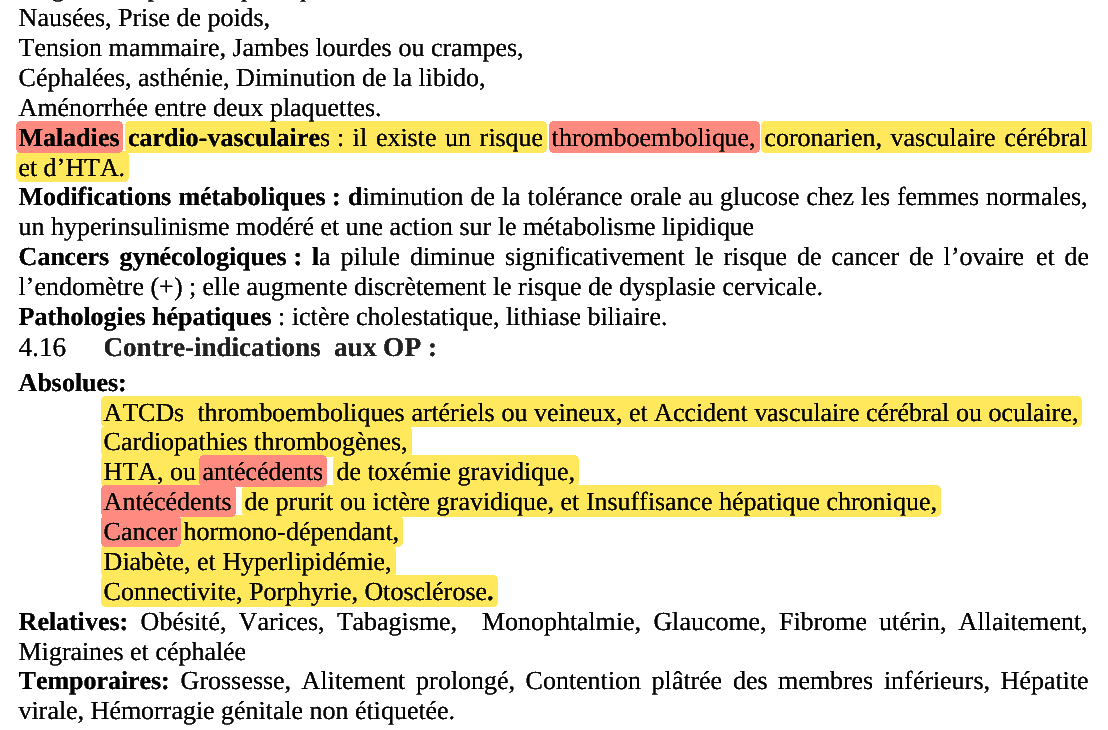 Nausées, Prise de poids,
Tension mammaire, Jambes lourdes ou crampes,
Céphalées, asthénie, Diminution de la libido,
Aménorrhée entre deux plaquettes.
Maladies cardio-vasculaires : il existe un risque thromboembolique, coronarien, vasculaire cérébral
et d’HTA.
Modifications métaboliques : diminution de la tolérance orale au glucose chez les femmes normales,
un hyperinsulinisme modéré et une action sur le métabolisme lipidique
Cancers gynécologiques : la pilule diminue significativement le risque de cancer de l’ovaire et de
l’endomètre (+) ; elle augmente discrètement le risque de dysplasie cervicale.
Pathologies hépatiques : ictère cholestatique, lithiase biliaire.
4.16 Contre-indications aux OP :
Absolues:
ATCDs thromboemboliques artériels ou veineux, et Accident vasculaire cérébral ou oculaire,
Cardiopathies thrombogènes,
HTA, ou antécédents de toxémie gravidique,
Antécédents de prurit ou ictère gravidique, et Insuffisance hépatique chronique,
Cancer hormono-dépendant,
Diabète, et Hyperlipidémie,
Connectivite, Porphyrie, Otosclérose.
Relatives: Obésité, Varices, Tabagisme, Monophtalmie, Glaucome, Fibrome utérin, Allaitement,
Migraines et céphalée
Temporaires: Grossesse, Alitement prolongé, Contention plâtrée des membres inférieurs, Hépatite
virale, Hémorragie génitale non étiquetée.